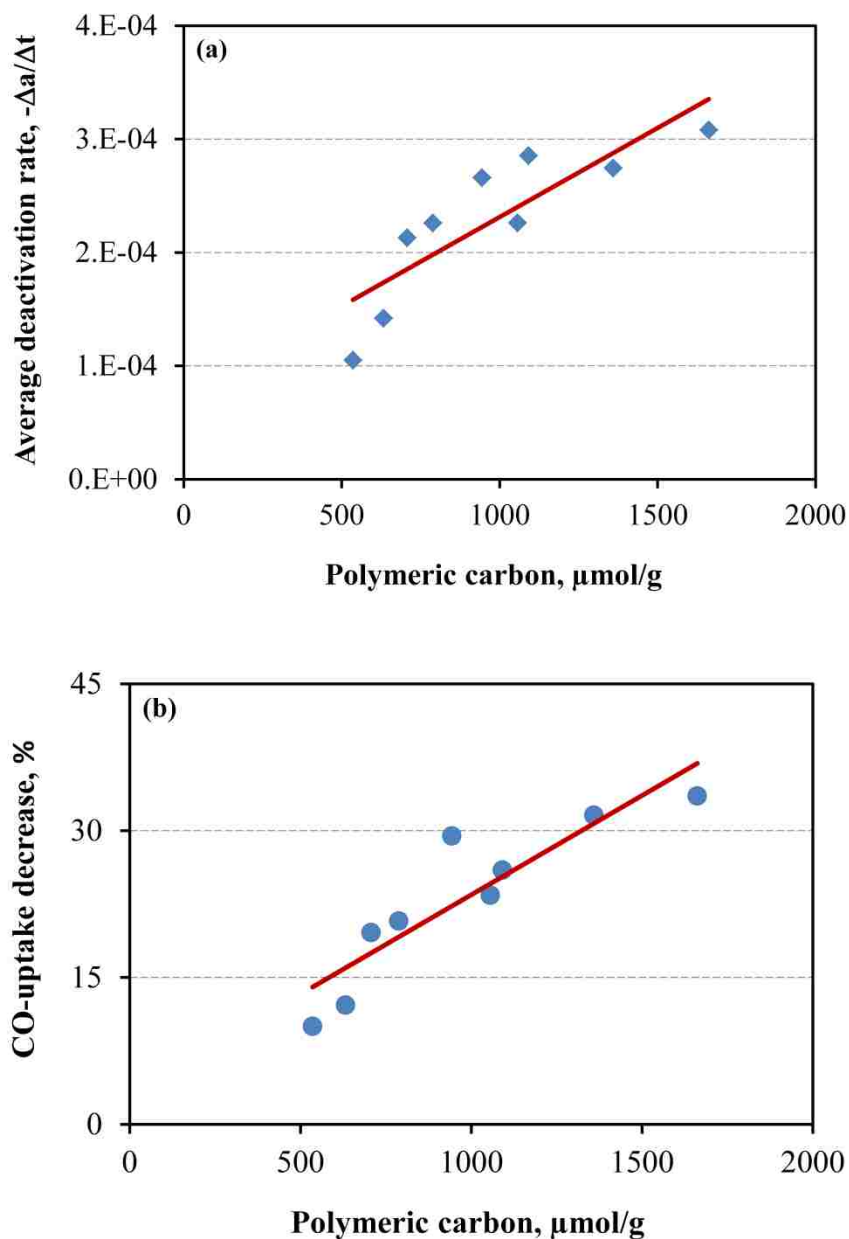 (a)
Average deactivation rate, -Δa/Δt
4.E-04
3.E-04
2.E-04
1.E-04
0.E+00
0 500 1000 1500 2000
Polymeric carbon, µmol/g
(b)
CO-uptake decrease, %
45
30
15
0
0 500 1000 1500 2000
Polymeric carbon, µmol/g